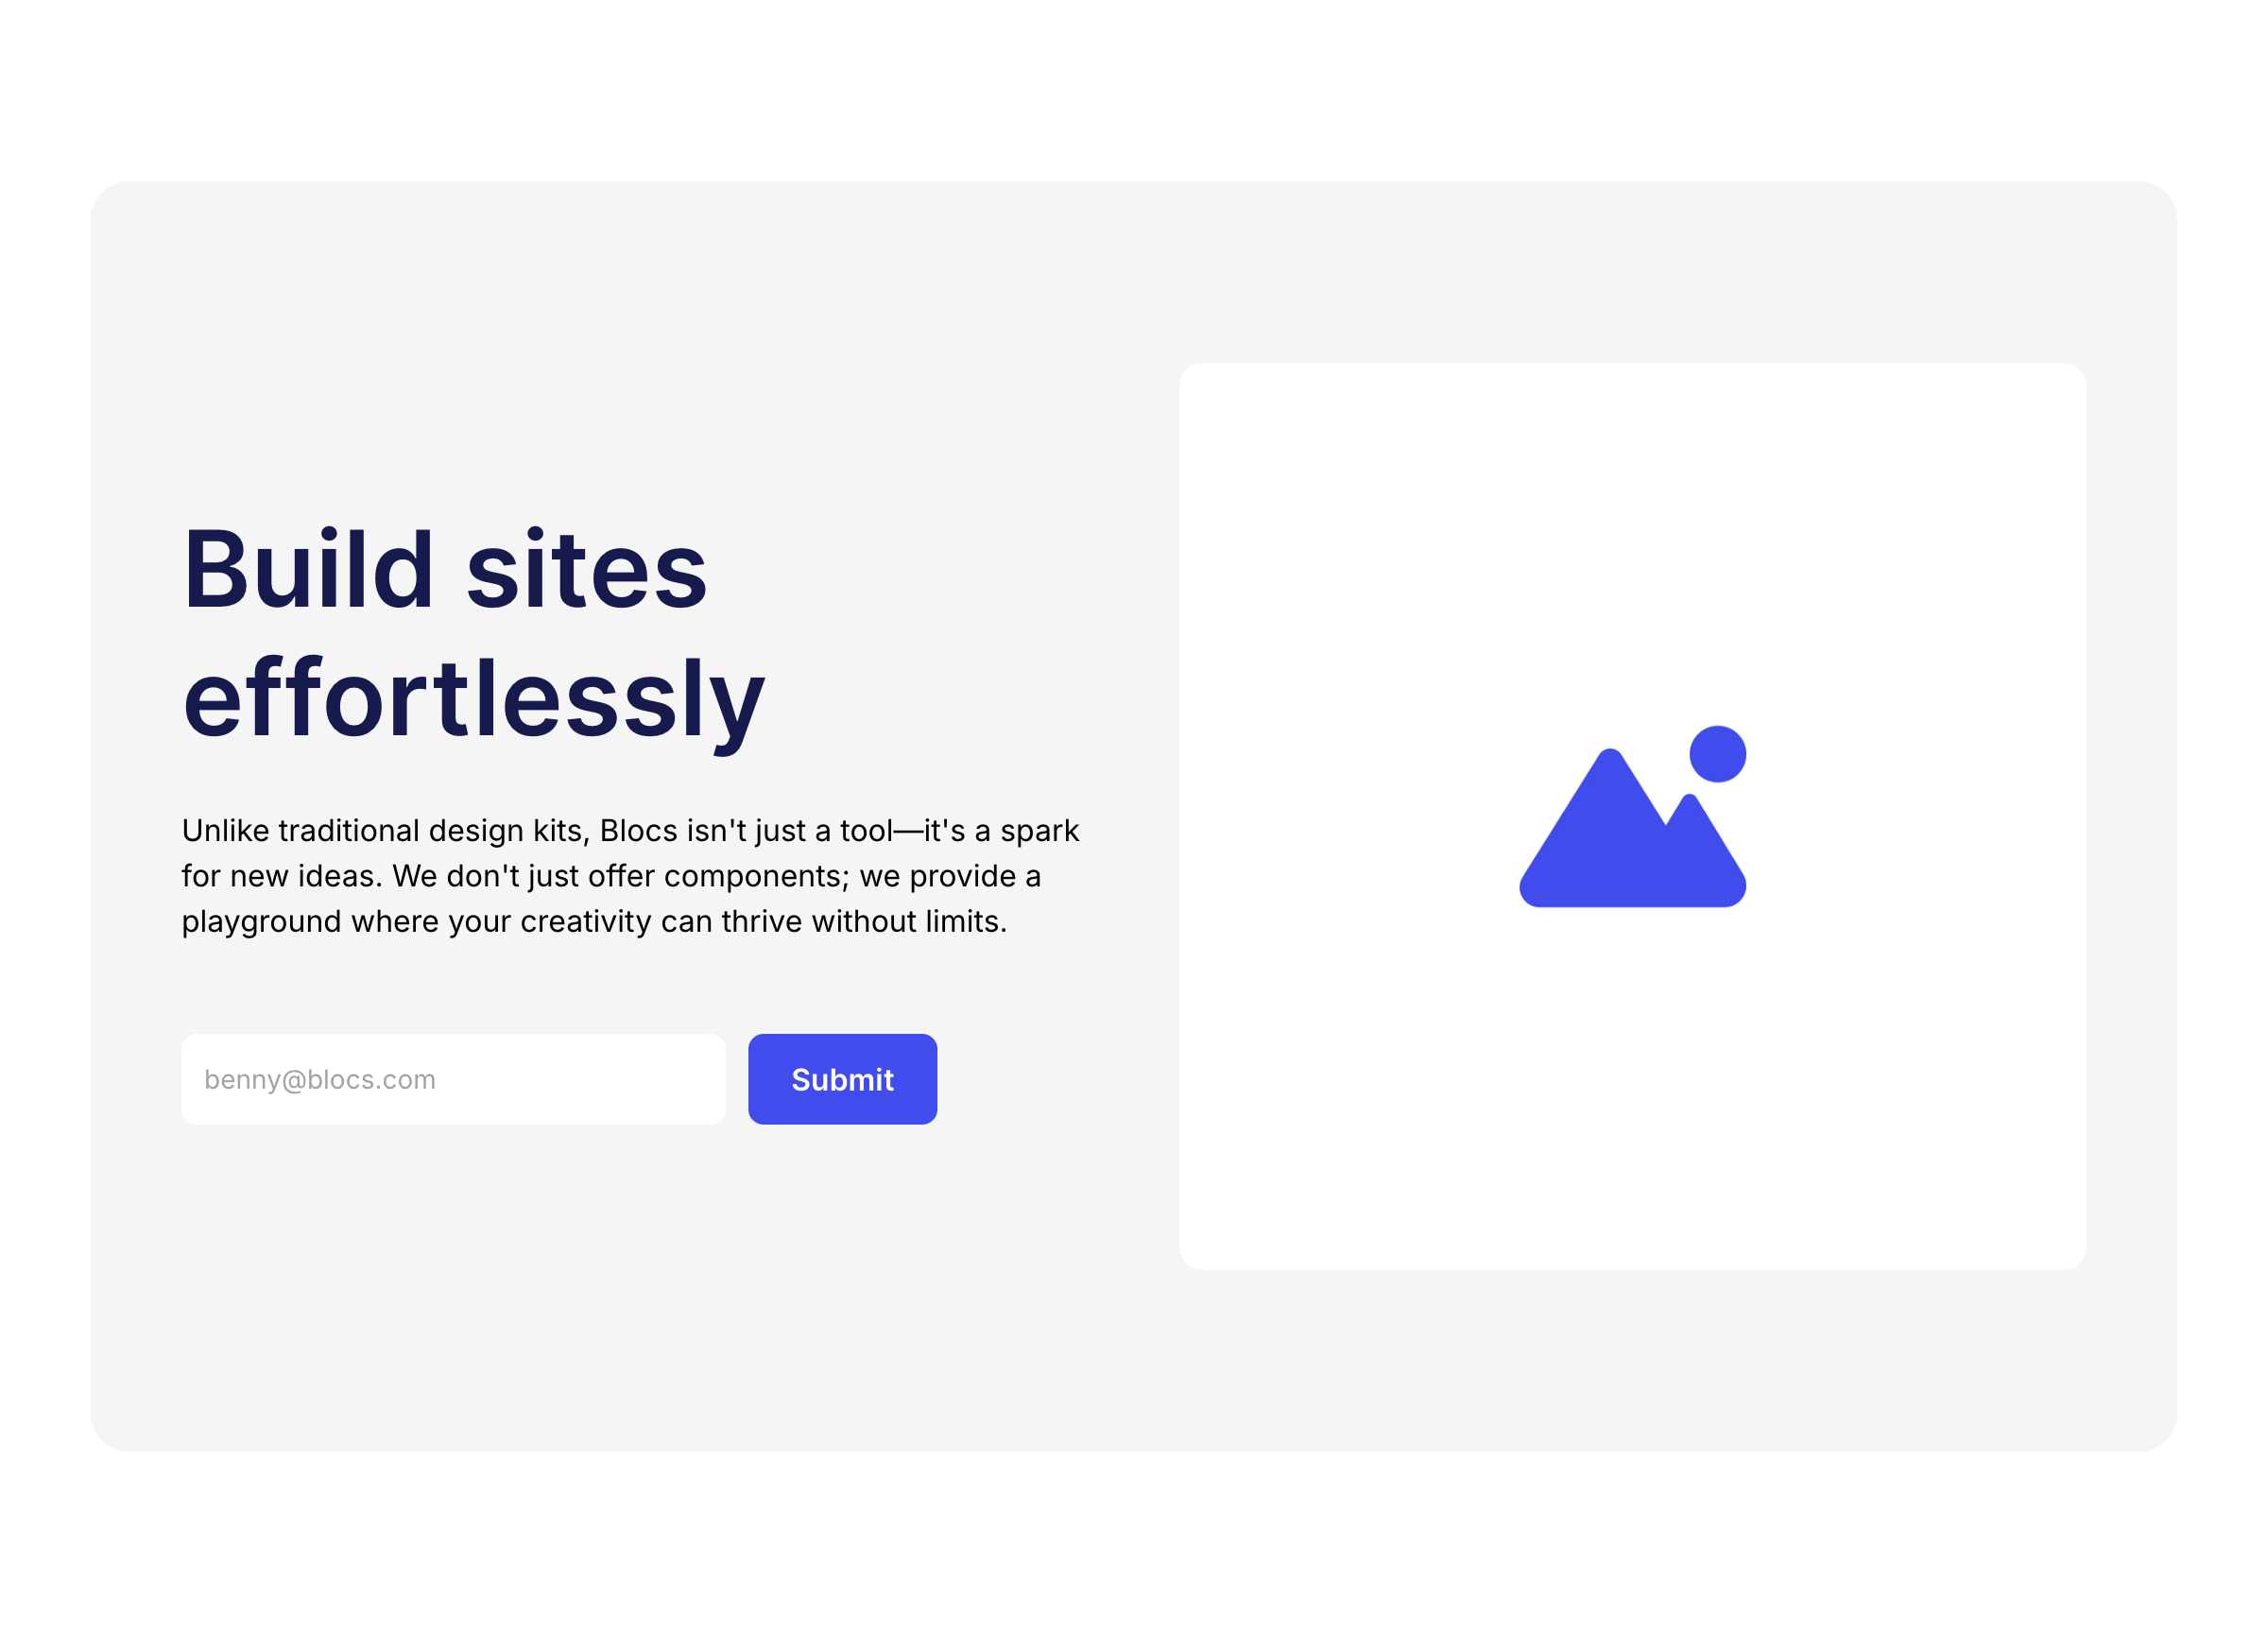 Build sites
effortlessly
Unlike traditional design kits, Blocs isn't just a tool—it's a spark
for new ideas. We don't just offer components; we provide a
playground where your creativity can thrive without limits.
benny@blocs.com
Submit